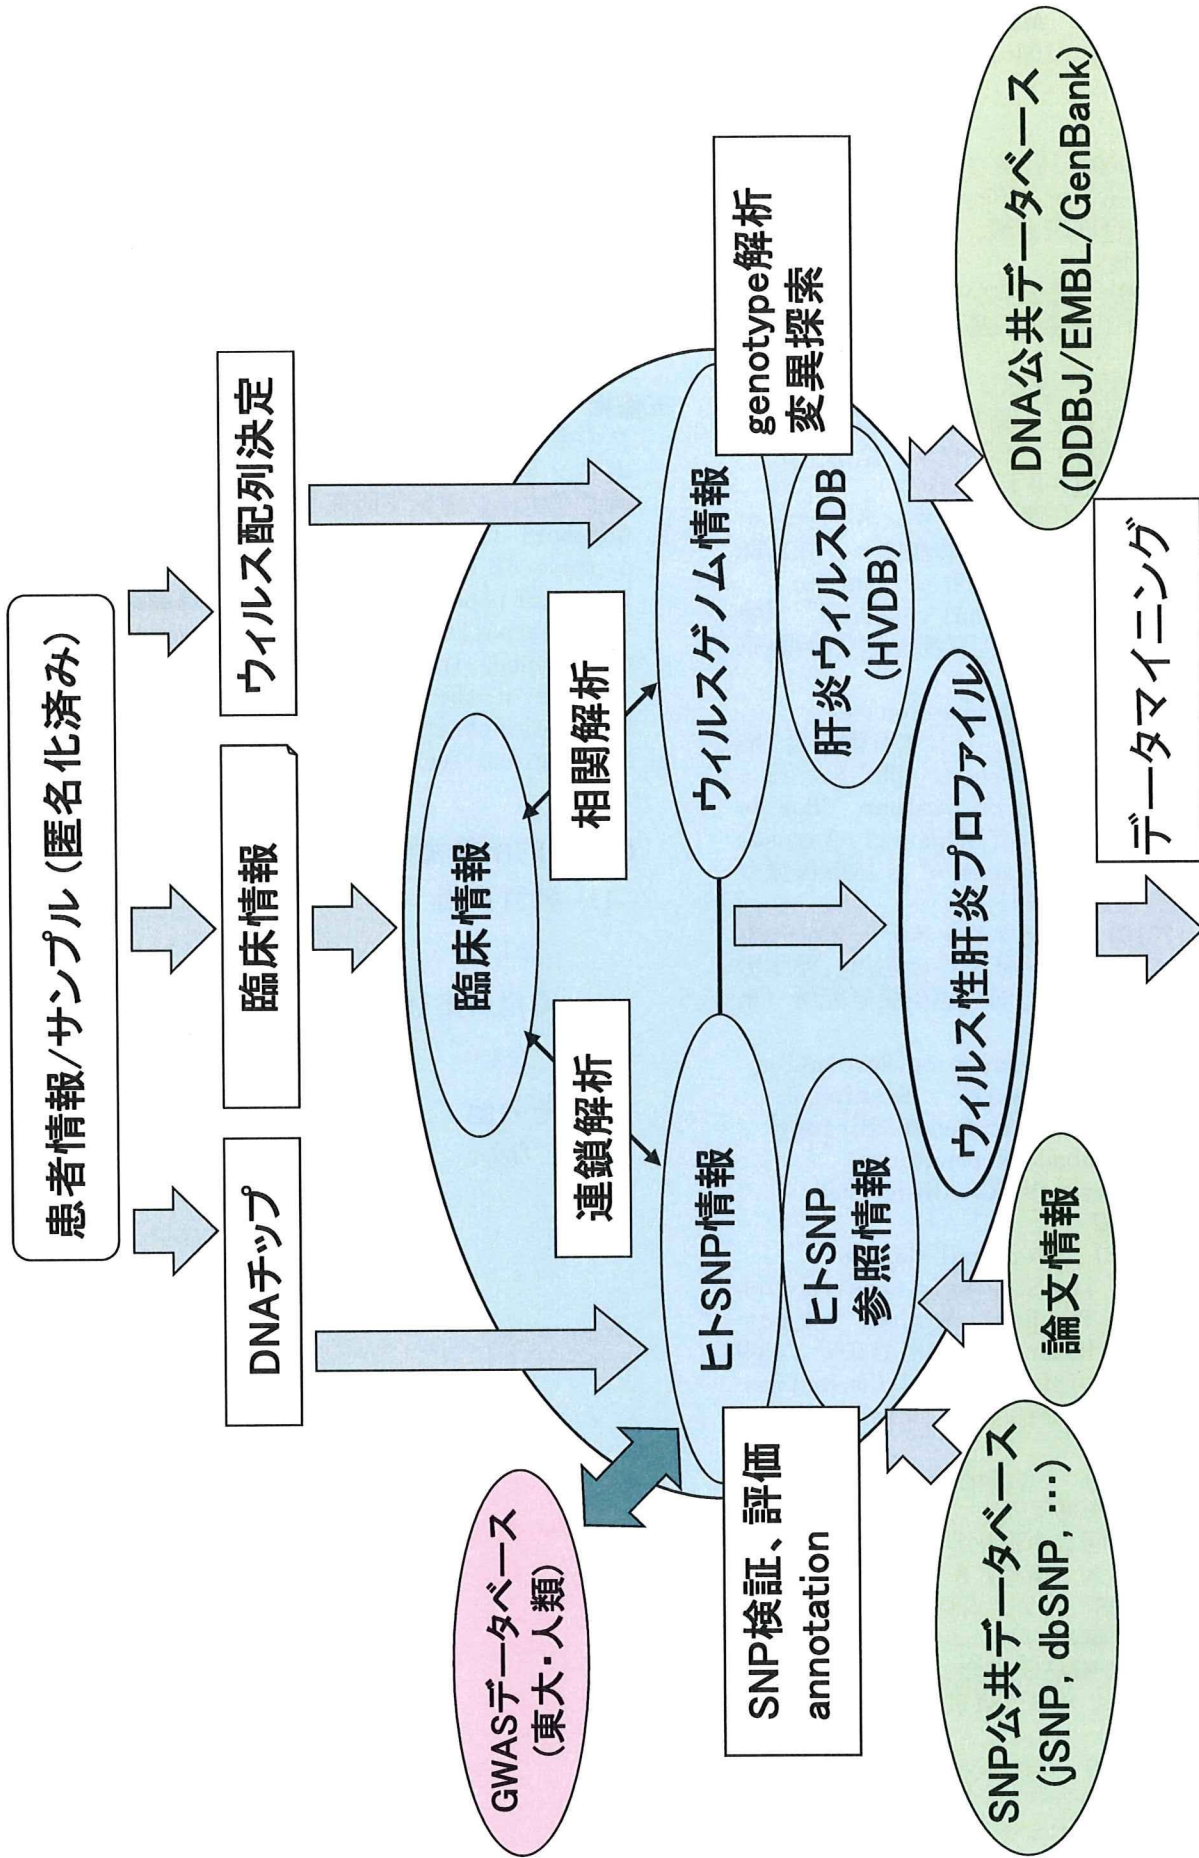 患者情報/サンプル (匿名化済み)
DNAチップ
臨床情報
ウィルス配列決定
GWASデータベース
(東大・人類)
臨床情報
連鎖解析
相関解析
ヒトSNP情報
ウィルスゲノム情報
SNP検証、評価
annotation
ヒトSNP
参照情報
肝炎ウィルスDB
(HVDB)
genotype解析
変異探索
ウィルス性肝炎プロファイル
SNP公共データベース
(jSNP, dbSNP, …)
論文情報
DNA公共データベース
(DDBJ/EMBL/GenBank)
データマイニング